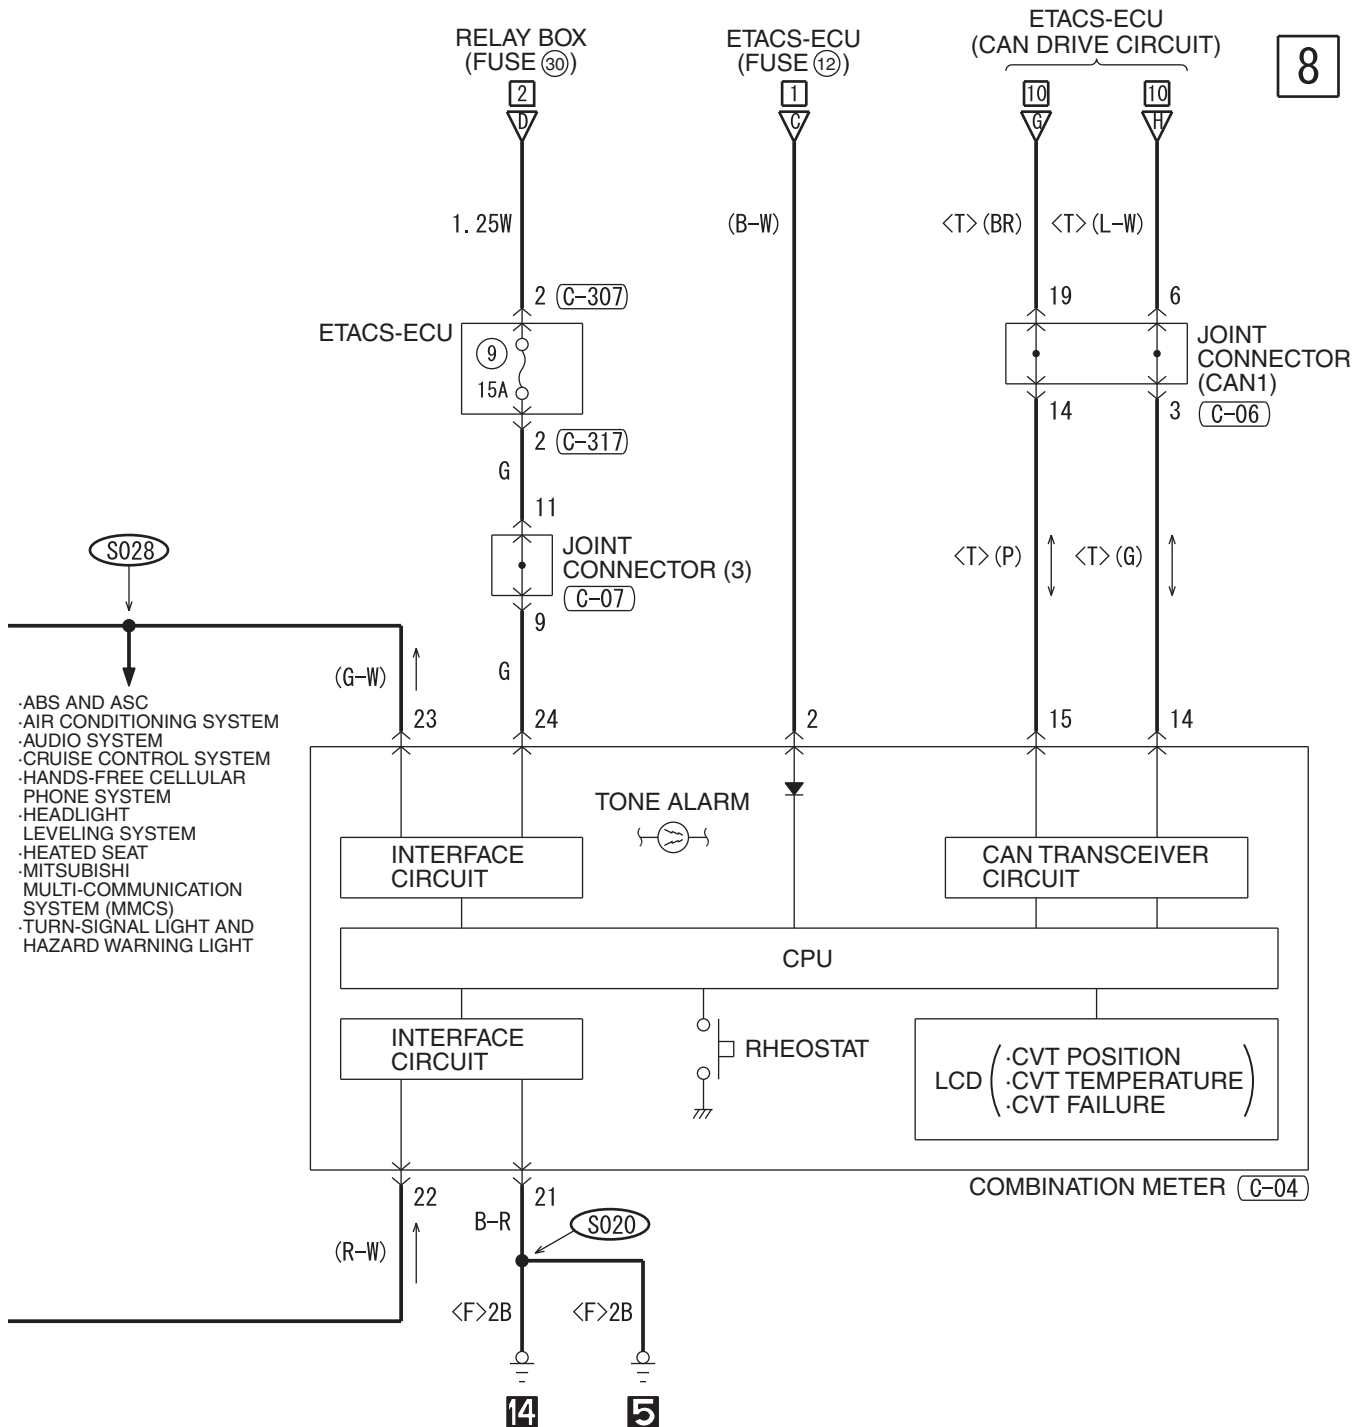 RELAY BOX
(FUSE 30)
2
D
ETACS-ECU
(FUSE 12)
1
C
ETACS-ECU
(CAN DRIVE CIRCUIT)
10
G
10
H
8
1.25W
(B-W)
<T>(BR)
<T>(L-W)
2 C-307
19
6
ETACS-ECU
9
15A
JOINT
CONNECTOR
(CAN1)
C-06
14
3
2 C-317
G
11
JOINT
CONNECTOR (3)
C-07
9
G
<T>(P)
<T>(G)
S028
(G-W)
·ABS AND ASC
·AIR CONDITIONING SYSTEM
·AUDIO SYSTEM
·CRUISE CONTROL SYSTEM
·HANDS-FREE CELLULAR
PHONE SYSTEM
·HEADLIGHT
LEVELING SYSTEM
·HEATED SEAT
·MITSUBISHI
MULTI-COMMUNICATION
SYSTEM (MMCS)
·TURN-SIGNAL LIGHT AND
HAZARD WARNING LIGHT
23
24
2
15
14
TONE ALARM
INTERFACE
CIRCUIT
CAN TRANSCEIVER
CIRCUIT
CPU
INTERFACE
CIRCUIT
RHEOSTAT
LCD
·CVT POSITION
·CVT TEMPERATURE
·CVT FAILURE
COMBINATION METER C-04
22
21
B-R
S020
(R-W)
<F>2B
<F>2B
14
5